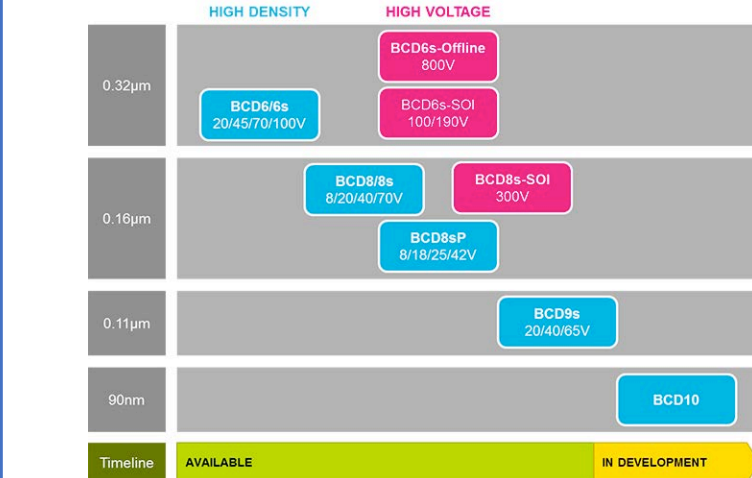 HIGH DENSITY
HIGH VOLTAGE
0.32µm
BCD6s-Offline
800V
BCD6/6s
20/45/70/100V
BCD6s-SOI
100/190V
0.16µm
BCD8/8s
8/20/40/70V
BCD8s-SOI
300V
BCD8sP
8/18/25/42V
0.11µm
BCD9s
20/40/65V
90nm
BCD10
Timeline
AVAILABLE
IN DEVELOPMENT